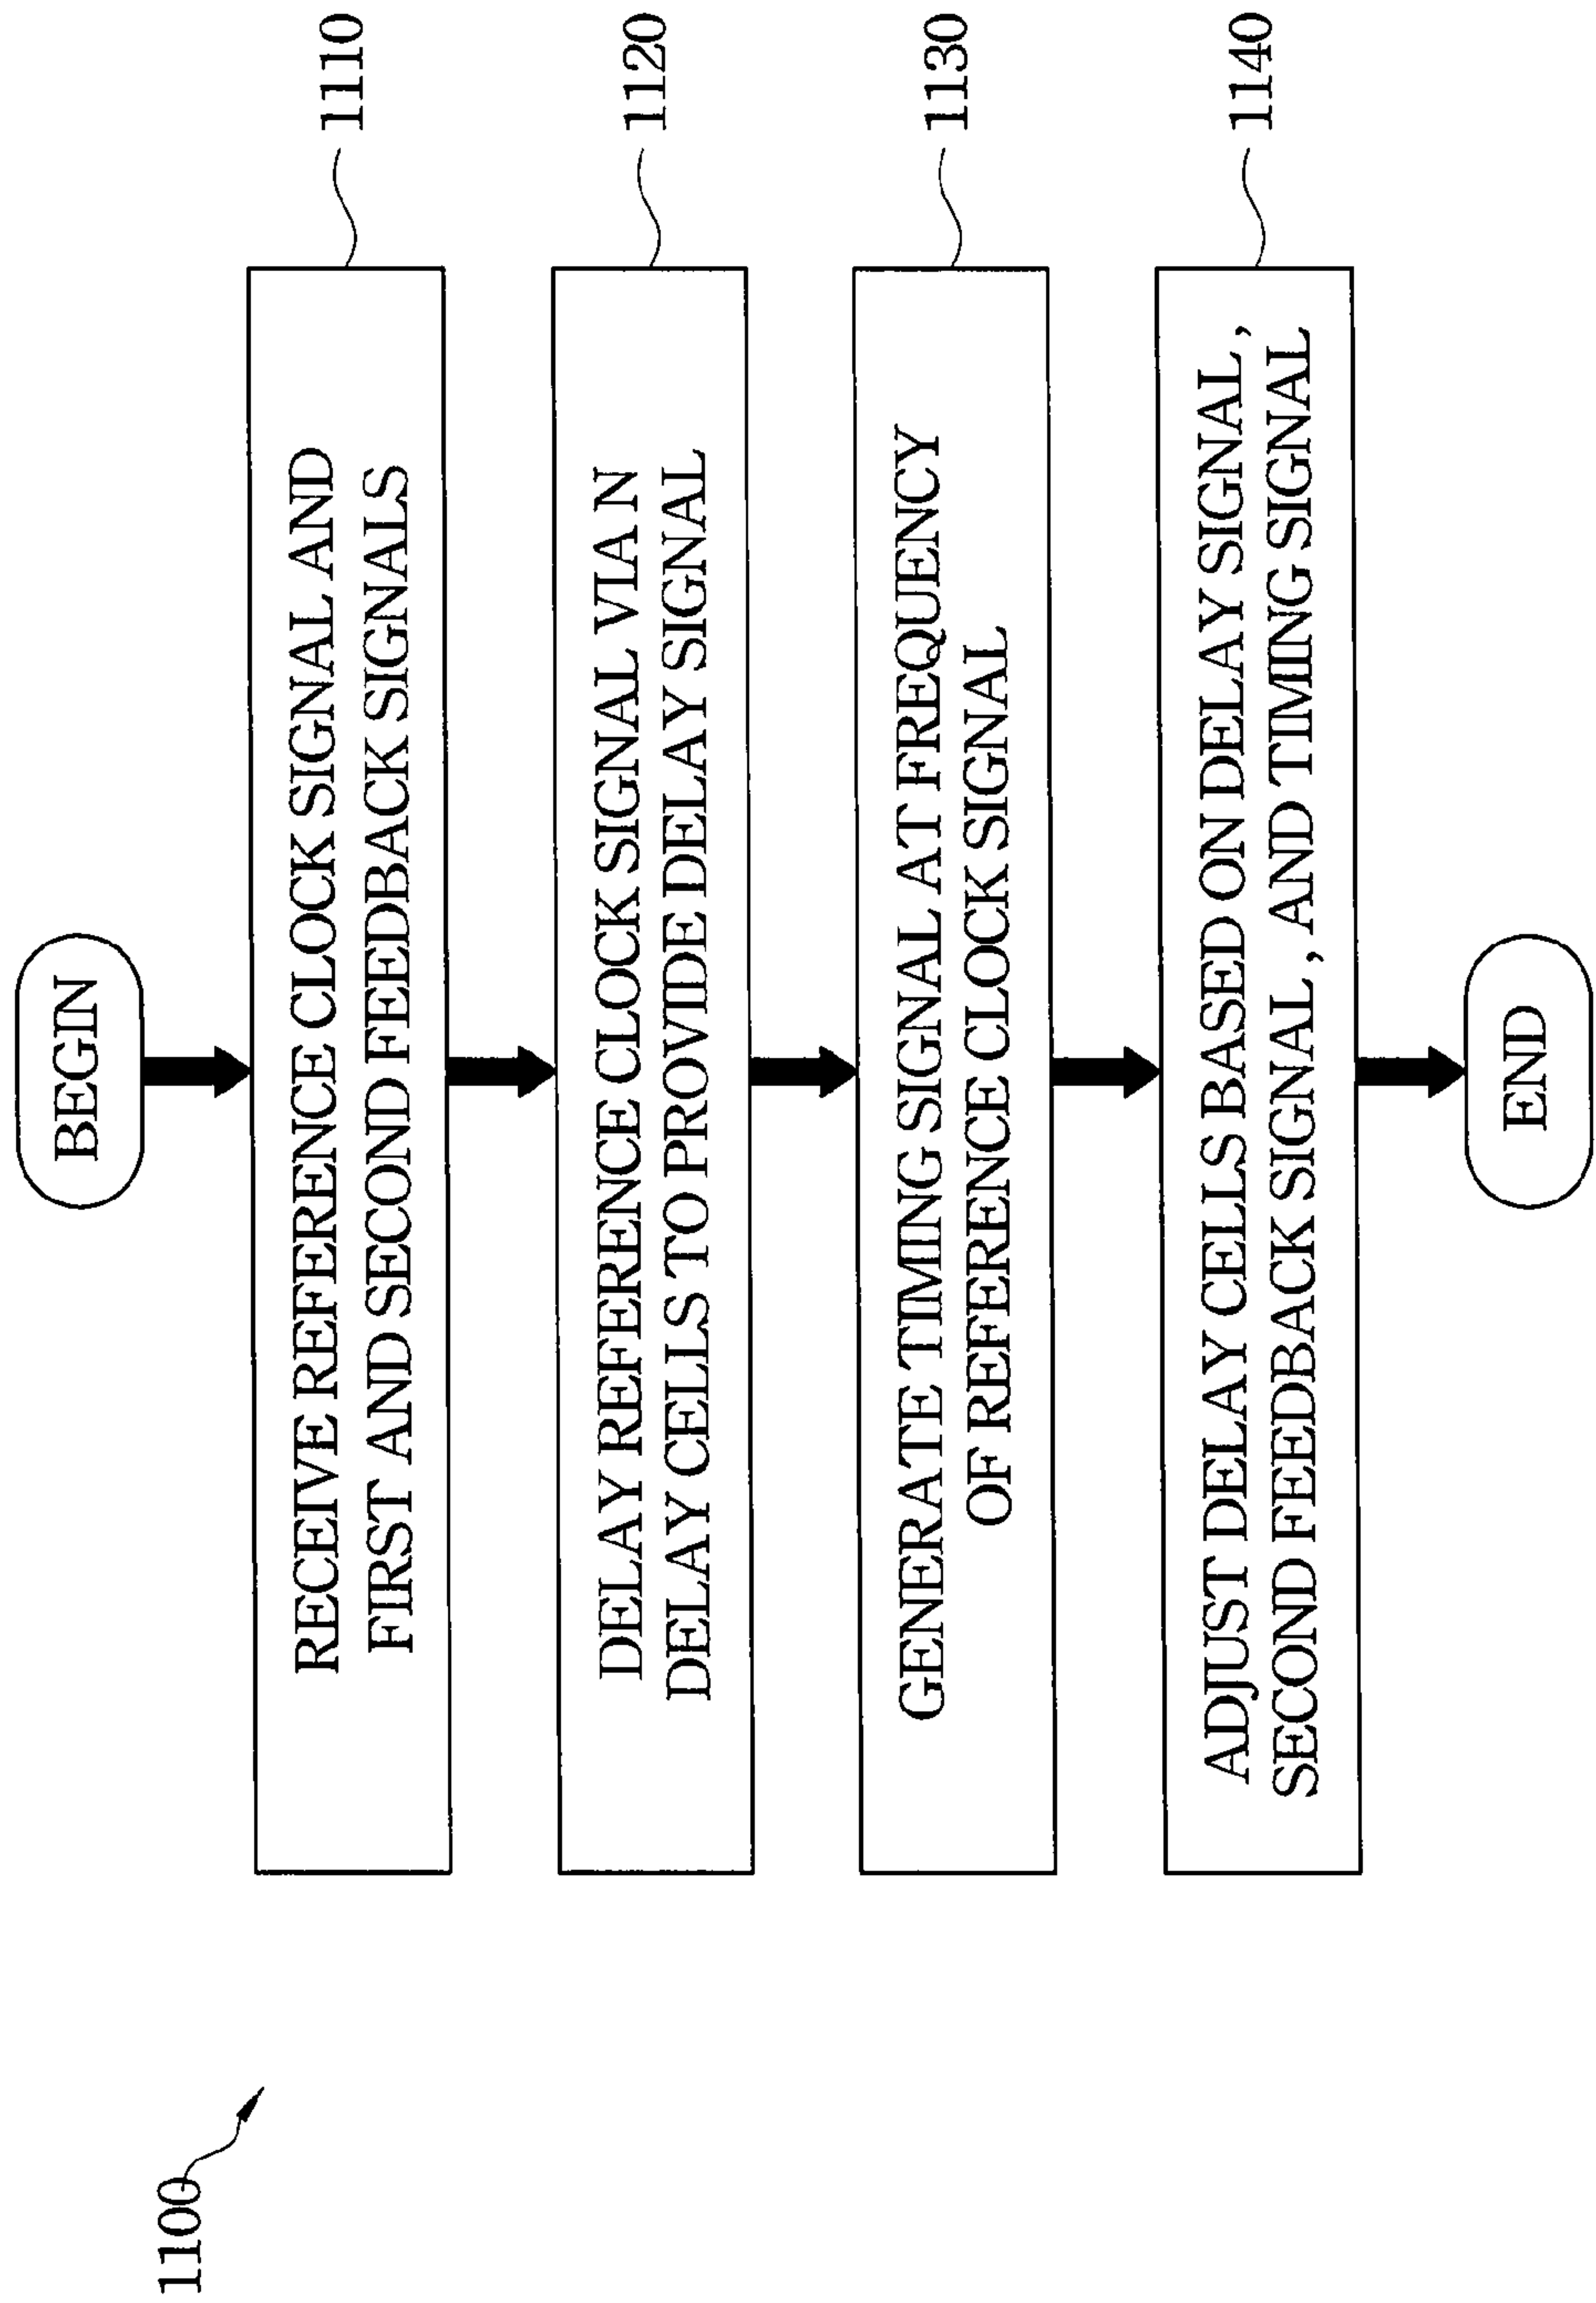 1100
BEGIN
RECEIVE REFERENCE CLOCK SIGNAL AND
FIRST AND SECOND FEEDBACK SIGNALS
1110
DELAY REFERENCE CLOCK SIGNAL VIA N
DELAY CELLS TO PROVIDE DELAY SIGNAL
1120
GENERATE TIMING SIGNAL AT FREQUENCY
OF REFERENCE CLOCK SIGNAL
1130
ADJUST DELAY CELLS BASED ON DELAY SIGNAL,
SECOND FEEDBACK SIGNAL, AND TIMING SIGNAL
1140
END